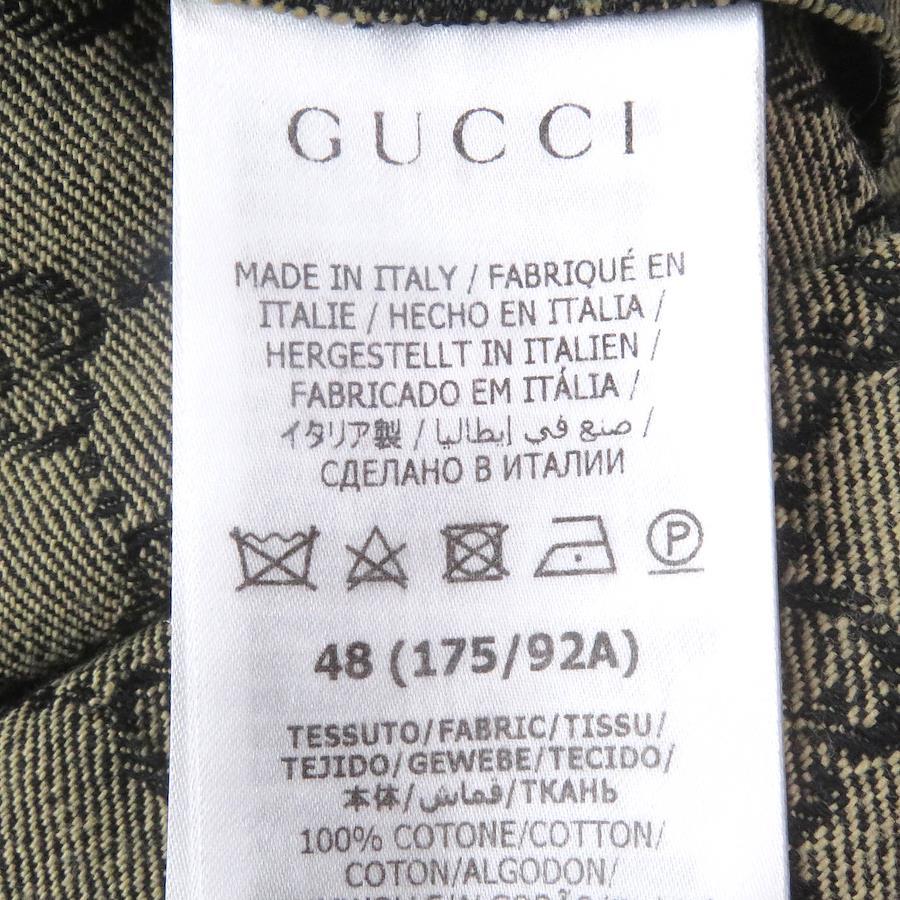 GUCCI
MADE IN ITALY / FABRIQUÉ EN
ITALIE / HECHO EN ITALIA /
HERGESTELLT IN ITALIEN /
FABRICADO EM ITÁLIA /
イタリア製 / صنع في إيطاليا /
СДЕЛАНО В ИТАЛИИ
P
48 (175/92A)
TESSUTO/FABRIC/TISSU/
TEJIDO/GEWEBE/TECIDO/
本体/قماش/ТКАНЬ
100% COTONE/COTTON/
COTON/ALGODON/